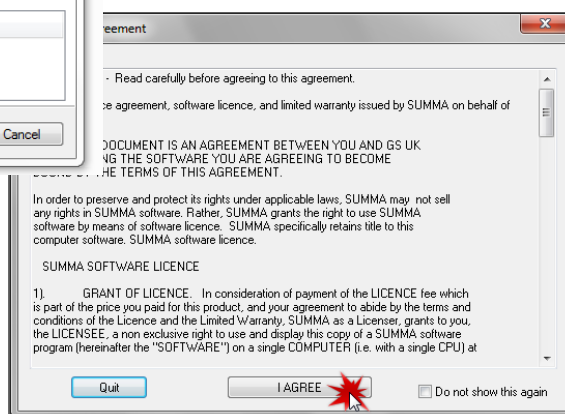 reement
Cancel
- Read carefully before agreeing to this agreement.
ce agreement, software licence, and limited warranty issued by SUMMA on behalf of
DOCUMENT IS AN AGREEMENT BETWEEN YOU AND GS UK
NG THE SOFTWARE YOU ARE AGREEING TO BECOME
THE TERMS OF THIS AGREEMENT.
In order to preserve and protect its rights under applicable laws, SUMMA may not sell
any rights in SUMMA software. Rather, SUMMA grants the right to use SUMMA
software by means of software licence. SUMMA specifically retains title to this
computer software. SUMMA software licence.
SUMMA SOFTWARE LICENCE
1). GRANT OF LICENCE. In consideration of payment of the LICENCE fee which
is part of the price you paid for this product, and your agreement to abide by the terms and
conditions of the Licence and the Limited Warranty, SUMMA as a Licenser, grants to you,
the LICENSEE, a non exclusive right to use and display this copy of a SUMMA software
program (hereinafter the "SOFTWARE") on a single COMPUTER (i.e. with a single CPU) at
Quit
I AGREE
Do not show this again